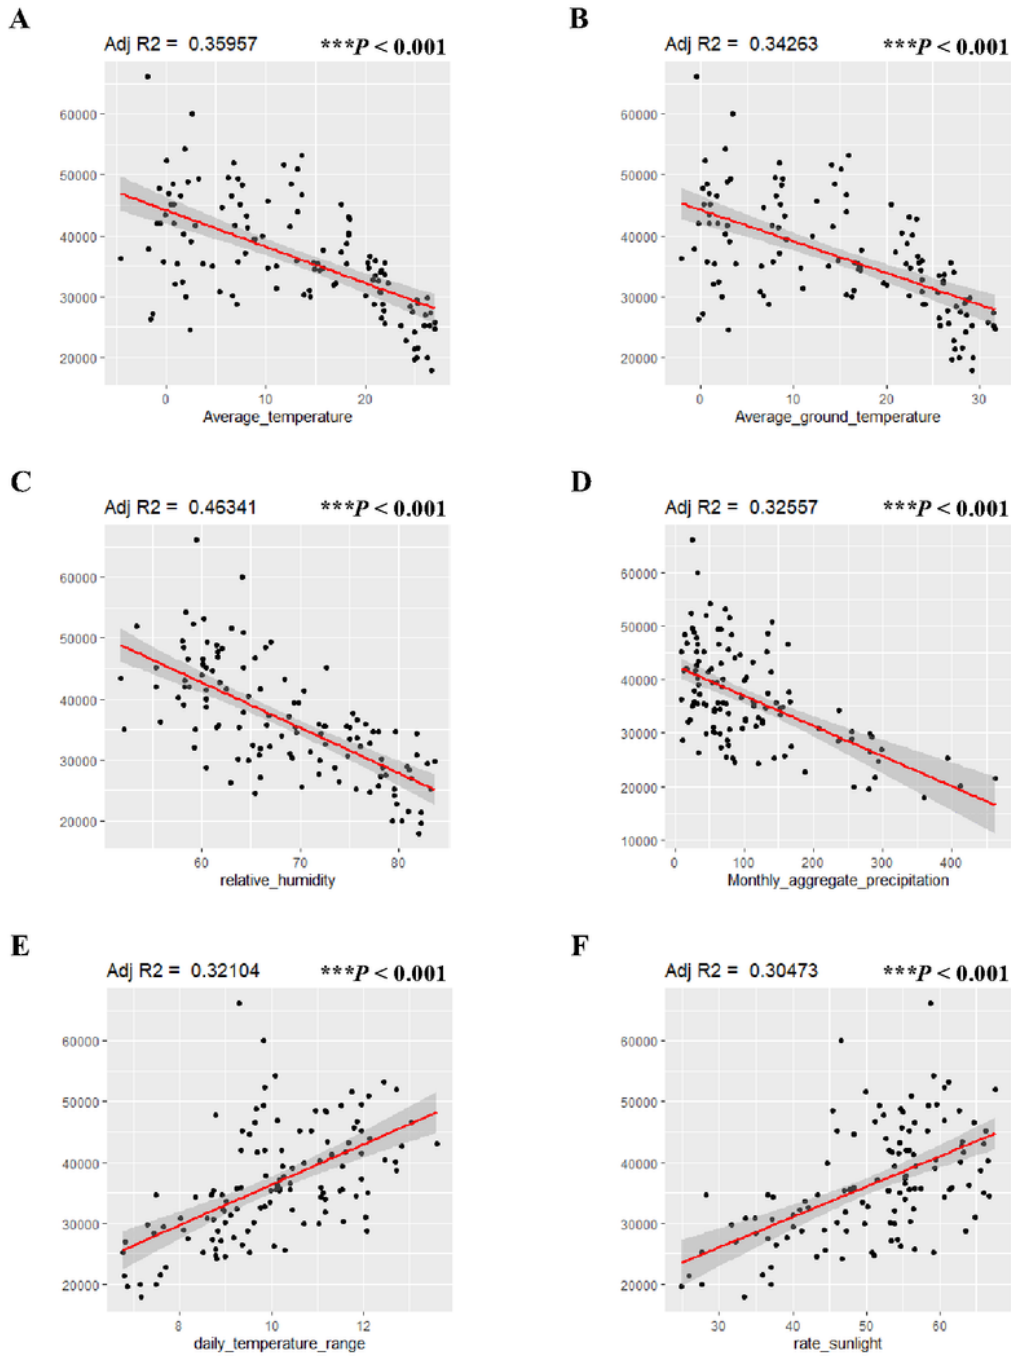 A B
Adj R2 = 0.35957 ***P < 0.001 Adj R2 = 0.34263 ***P < 0.001
60000 60000
50000 50000
40000 40000
30000 30000
20000 20000
0 10 20 0 10 20 30
Average_temperature Average_ground_temperature
C D
Adj R2 = 0.46341 ***P < 0.001 Adj R2 = 0.32557 ***P < 0.001
60000 60000
50000 50000
40000 40000
30000 30000
20000 20000
10000
60 70 80 0 100 200 300 400
relative_humidity Monthly_aggregate_precipitation
E F
Adj R2 = 0.32104 ***P < 0.001 Adj R2 = 0.30473 ***P < 0.001
60000 60000
50000 50000
40000 40000
30000 30000
20000 20000
8 10 12 30 40 50 60
daily_temperature_range rate_sunlight